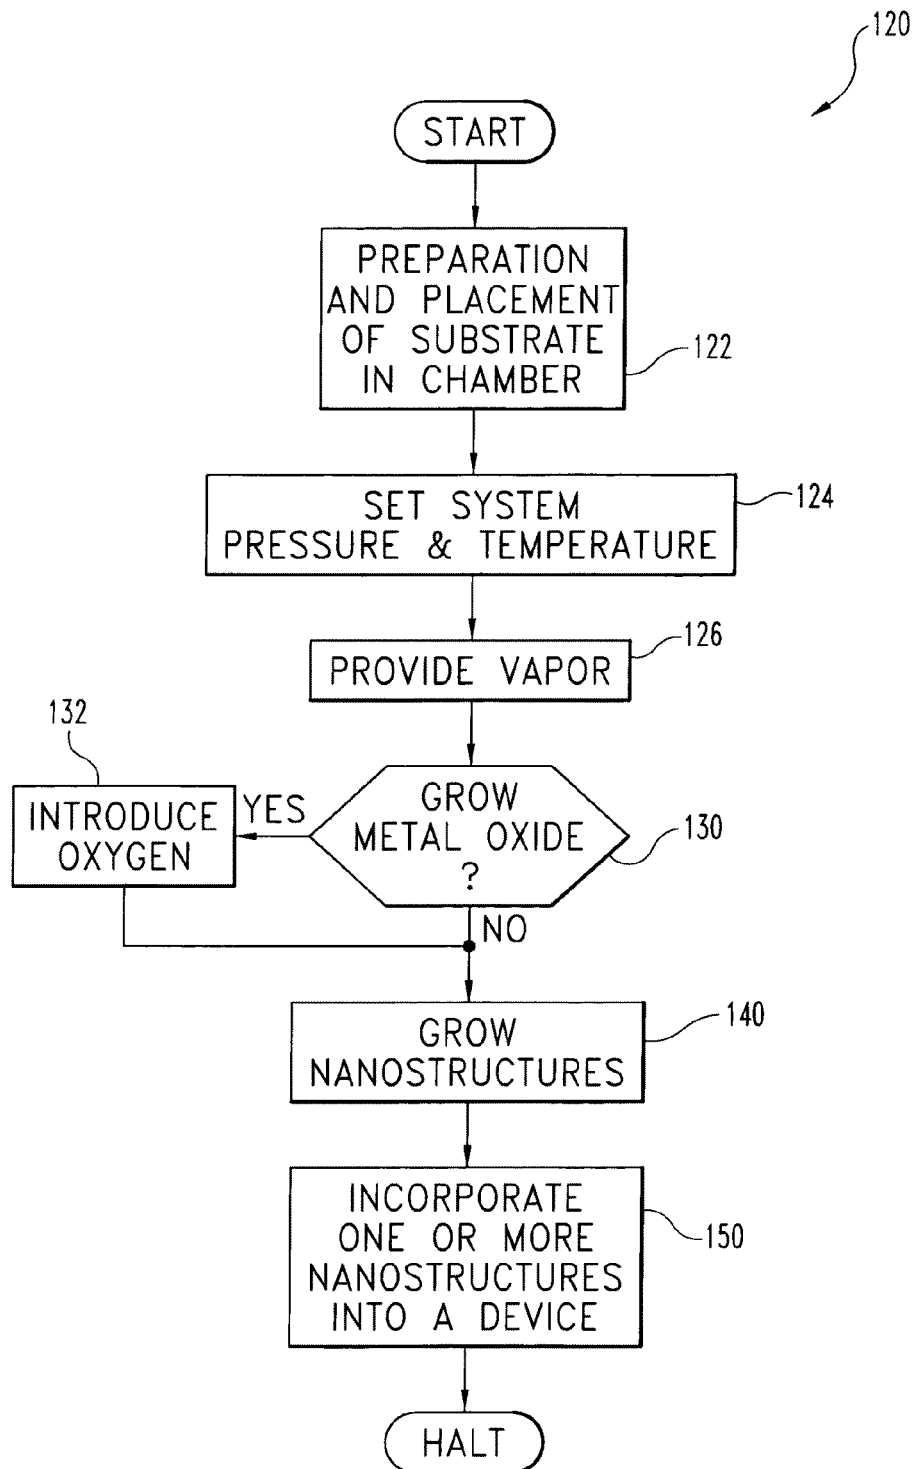 120
START
PREPARATION
AND PLACEMENT
OF SUBSTRATE
IN CHAMBER
122
SET SYSTEM
PRESSURE & TEMPERATURE
124
PROVIDE VAPOR
126
GROW
METAL OXIDE
?
130
YES
132
INTRODUCE
OXYGEN
NO
GROW
NANOSTRUCTURES
140
INCORPORATE
ONE OR MORE
NANOSTRUCTURES
INTO A DEVICE
150
HALT